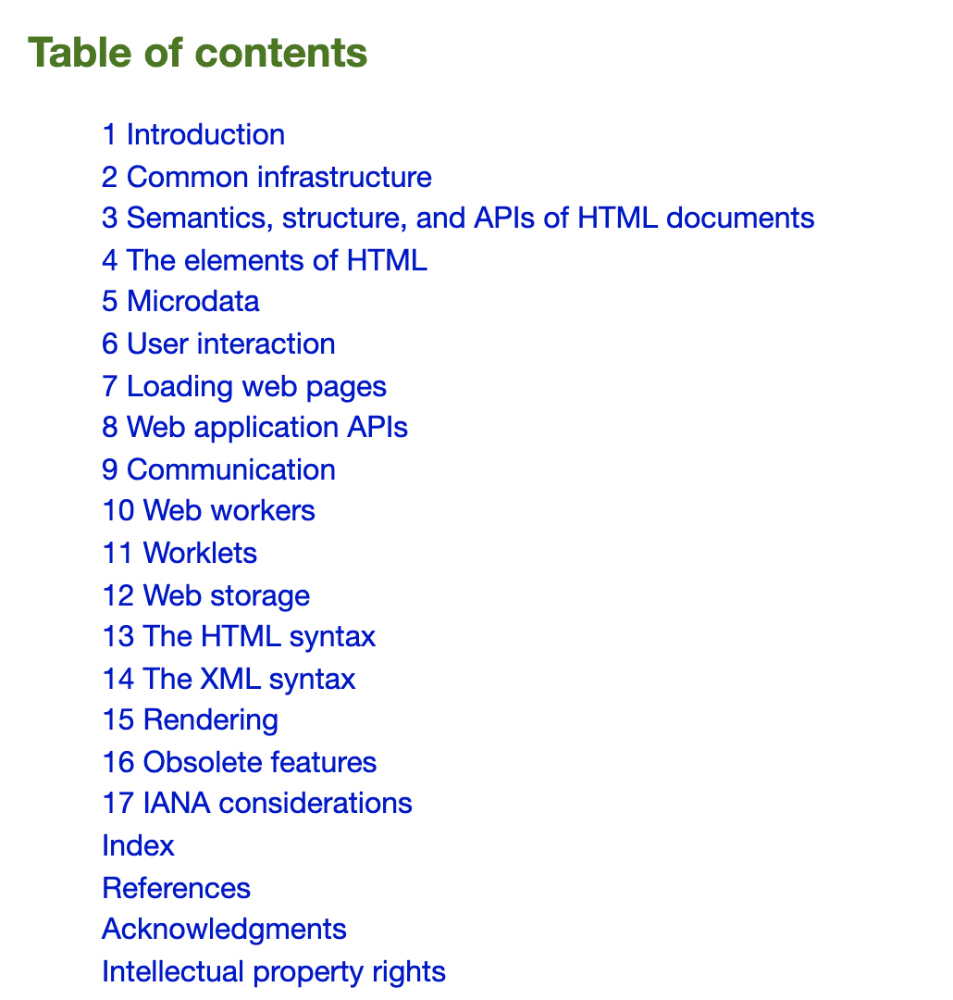 Table of contents
1 Introduction
2 Common infrastructure
3 Semantics, structure, and APIs of HTML documents
4 The elements of HTML
5 Microdata
6 User interaction
7 Loading web pages
8 Web application APIs
9 Communication
10 Web workers
11 Worklets
12 Web storage
13 The HTML syntax
14 The XML syntax
15 Rendering
16 Obsolete features
17 IANA considerations
Index
References
Acknowledgments
Intellectual property rights